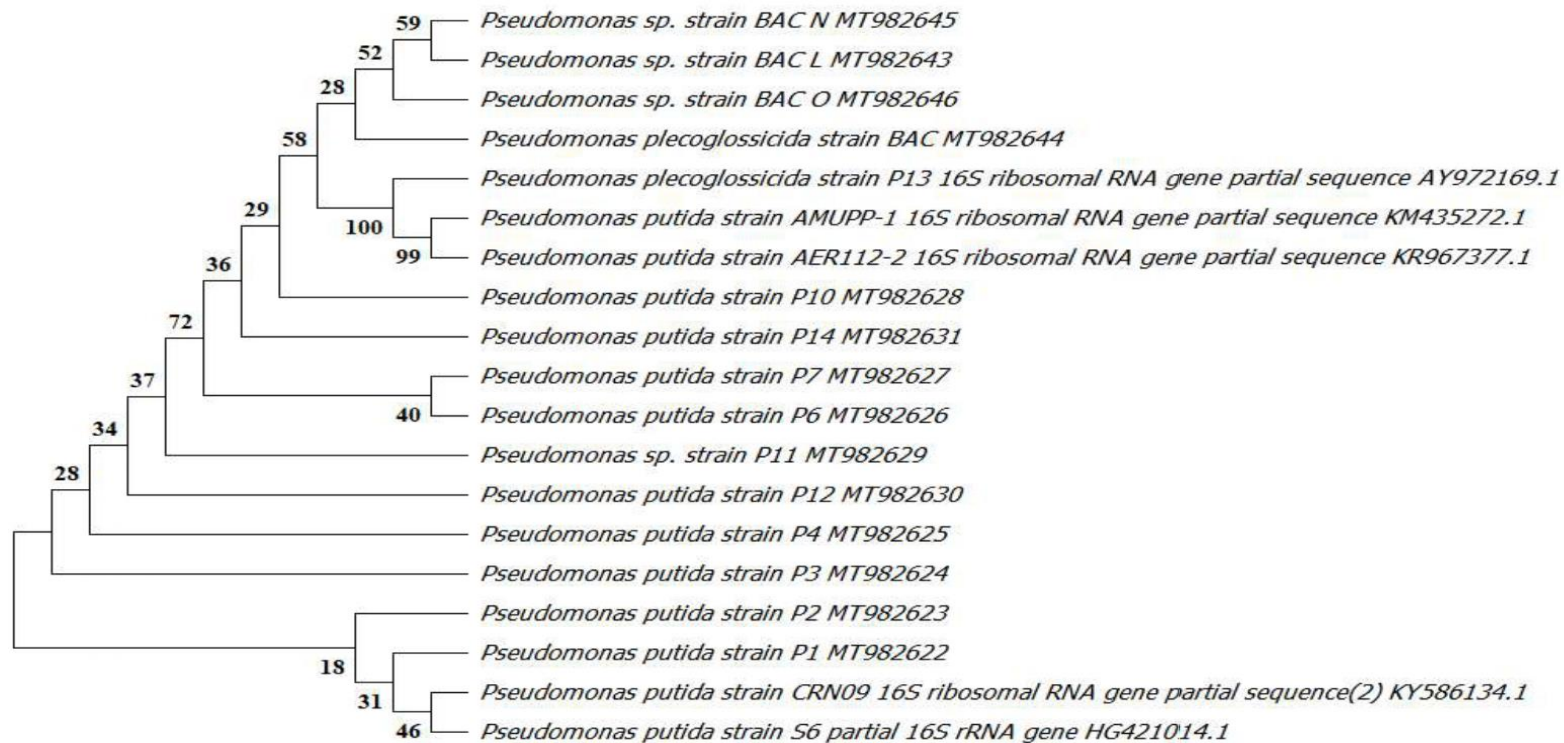 59
Pseudomonas sp. strain BAC N MT982645
52
Pseudomonas sp. strain BAC L MT982643
28
Pseudomonas sp. strain BAC O MT982646
58
Pseudomonas plecoglossicida strain BAC MT982644
Pseudomonas plecoglossicida strain P13 16S ribosomal RNA gene partial sequence AY972169.1
100
Pseudomonas putida strain AMUPP-1 16S ribosomal RNA gene partial sequence KM435272.1
29
99
Pseudomonas putida strain AER112-2 16S ribosomal RNA gene partial sequence KR967377.1
36
Pseudomonas putida strain P10 MT982628
72
Pseudomonas putida strain P14 MT982631
37
Pseudomonas putida strain P7 MT982627
40
Pseudomonas putida strain P6 MT982626
34
Pseudomonas sp. strain P11 MT982629
28
Pseudomonas putida strain P12 MT982630
Pseudomonas putida strain P4 MT982625
Pseudomonas putida strain P3 MT982624
Pseudomonas putida strain P2 MT982623
18
Pseudomonas putida strain P1 MT982622
31
Pseudomonas putida strain CRN09 16S ribosomal RNA gene partial sequence(2) KY586134.1
46
Pseudomonas putida strain S6 partial 16S rRNA gene HG421014.1